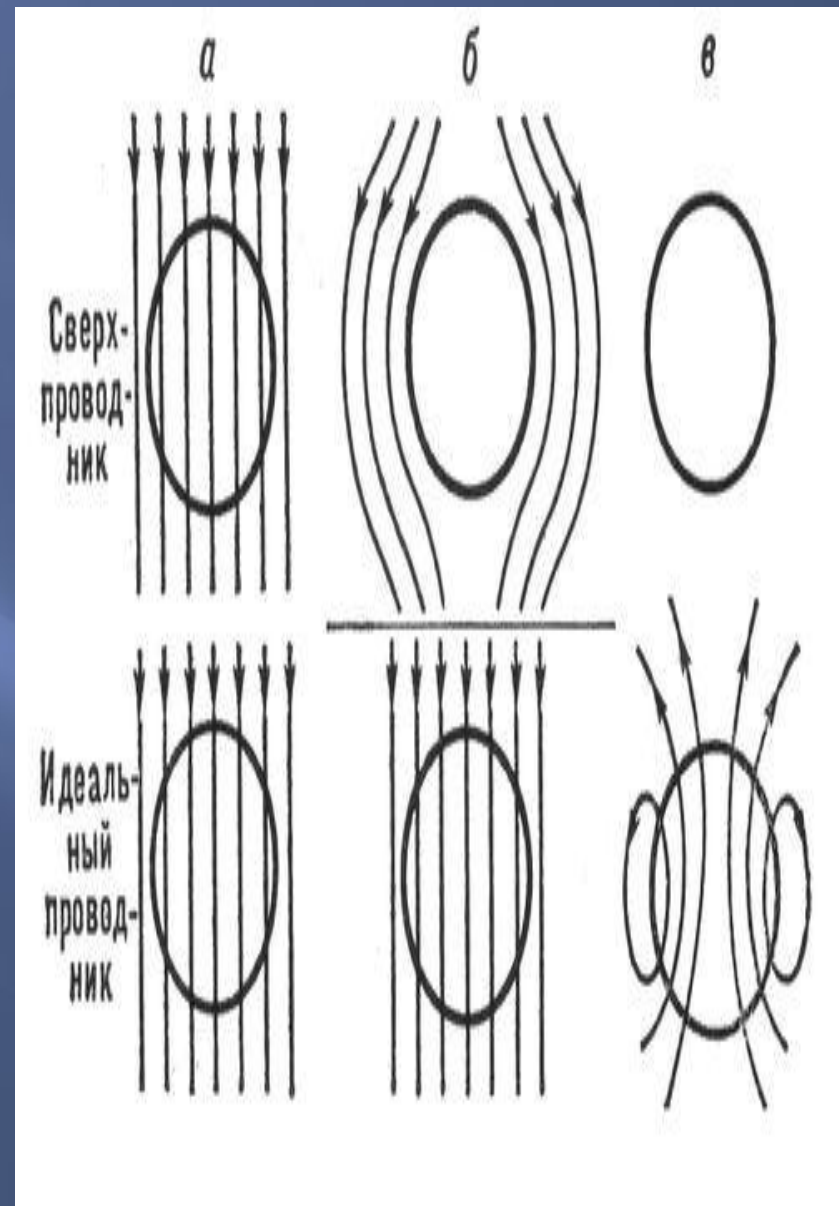 а б в
Сверх-
провод-
ник
Идеаль-
ный
провод-
ник